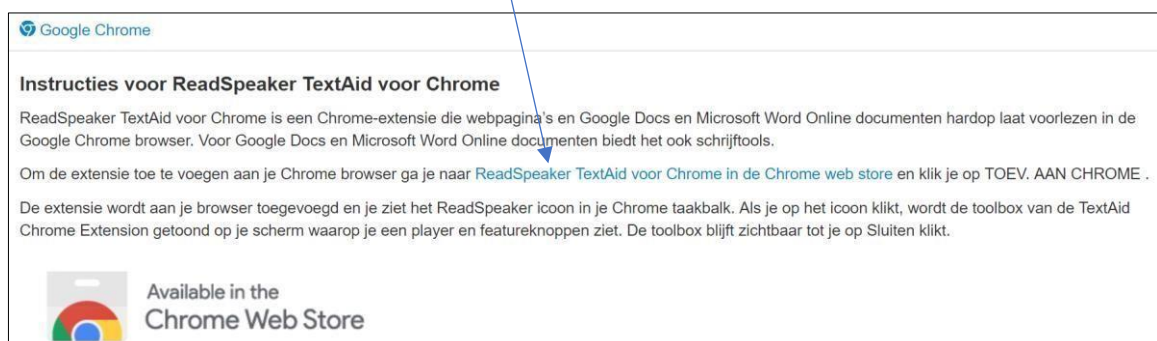 Google Chrome
Instructies voor ReadSpeaker TextAid voor Chrome
ReadSpeaker TextAid voor Chrome is een Chrome-extensie die webpagina's en Google Docs en Microsoft Word Online documenten hardop laat voorlezen in de
Google Chrome browser. Voor Google Docs en Microsoft Word Online documenten biedt het ook schrijftools.
Om de extensie toe te voegen aan je Chrome browser ga je naar ReadSpeaker TextAid voor Chrome in de Chrome web store en klik je op TOEV. AAN CHROME .
De extensie wordt aan je browser toegevoegd en je ziet het ReadSpeaker icoon in je Chrome taakbalk. Als je op het icoon klikt, wordt de toolbox van de TextAid
Chrome Extension getoond op je scherm waarop je een player en featureknoppen ziet. De toolbox blijft zichtbaar tot je op Sluiten klikt.
Available in the
Chrome Web Store